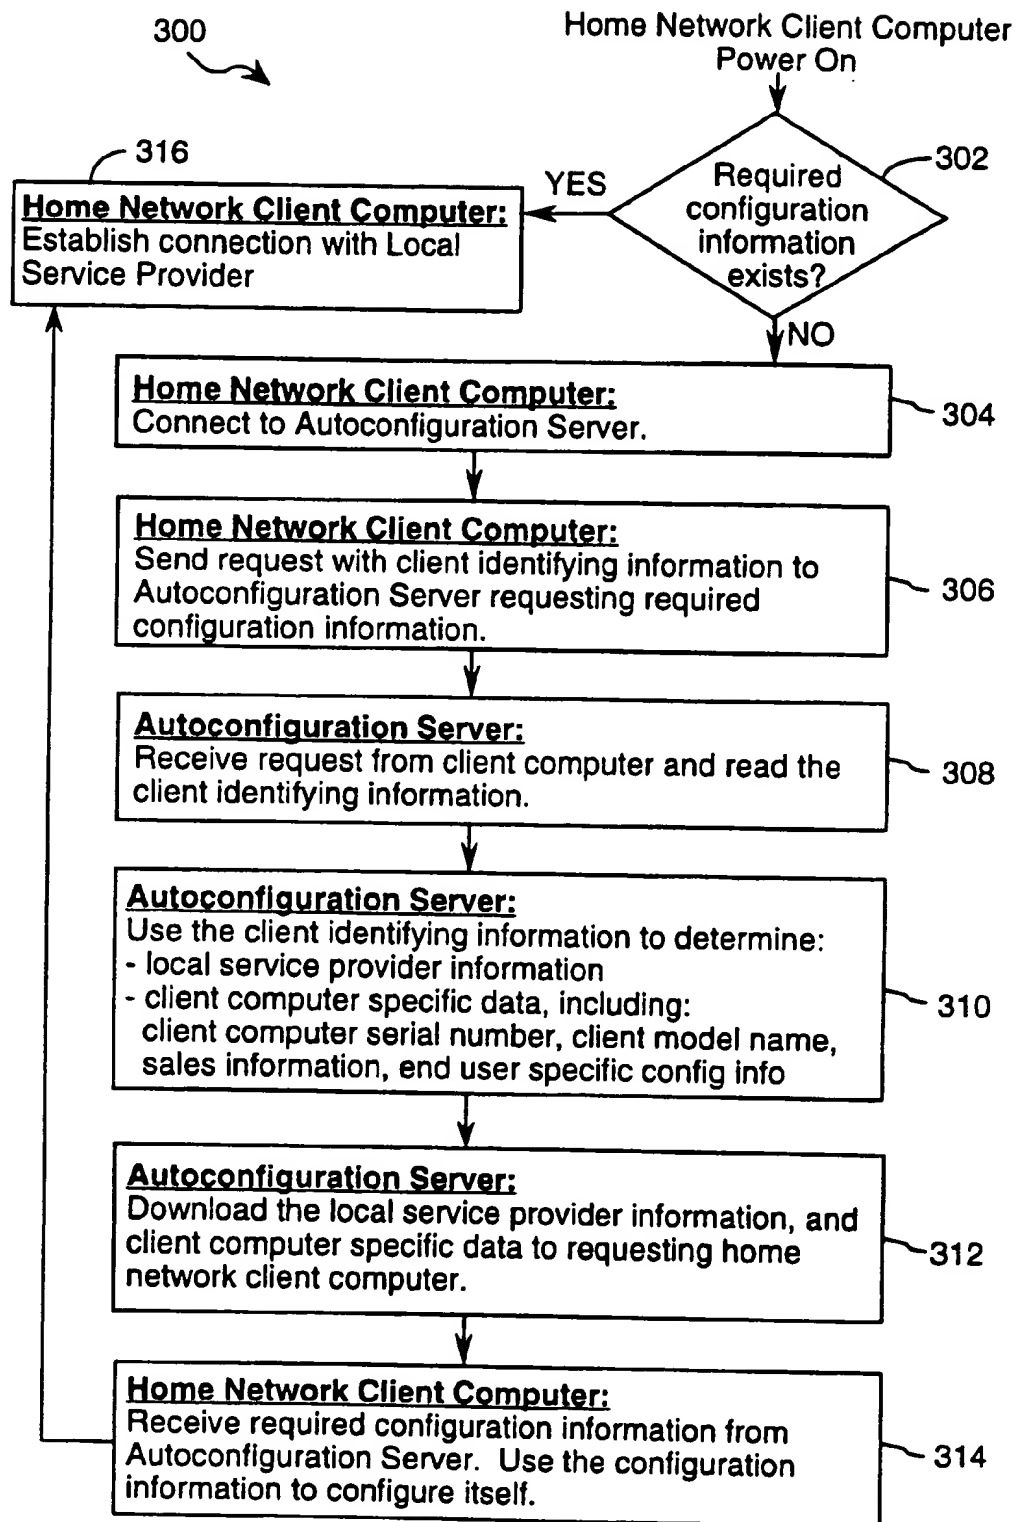 300
Home Network Client Computer
Power On
316
302
YES
Required
configuration
information
exists?
Home Network Client Computer:
Establish connection with Local
Service Provider
NO
Home Network Client Computer:
Connect to Autoconfiguration Server.
304
Home Network Client Computer:
Send request with client identifying information to
Autoconfiguration Server requesting required
configuration information.
306
Autoconfiguration Server:
Receive request from client computer and read the
client identifying information.
308
Autoconfiguration Server:
Use the client identifying information to determine:
- local service provider information
- client computer specific data, including:
client computer serial number, client model name,
sales information, end user specific config info
310
Autoconfiguration Server:
Download the local service provider information, and
client computer specific data to requesting home
network client computer.
312
Home Network Client Computer:
Receive required configuration information from
Autoconfiguration Server. Use the configuration
information to configure itself.
314